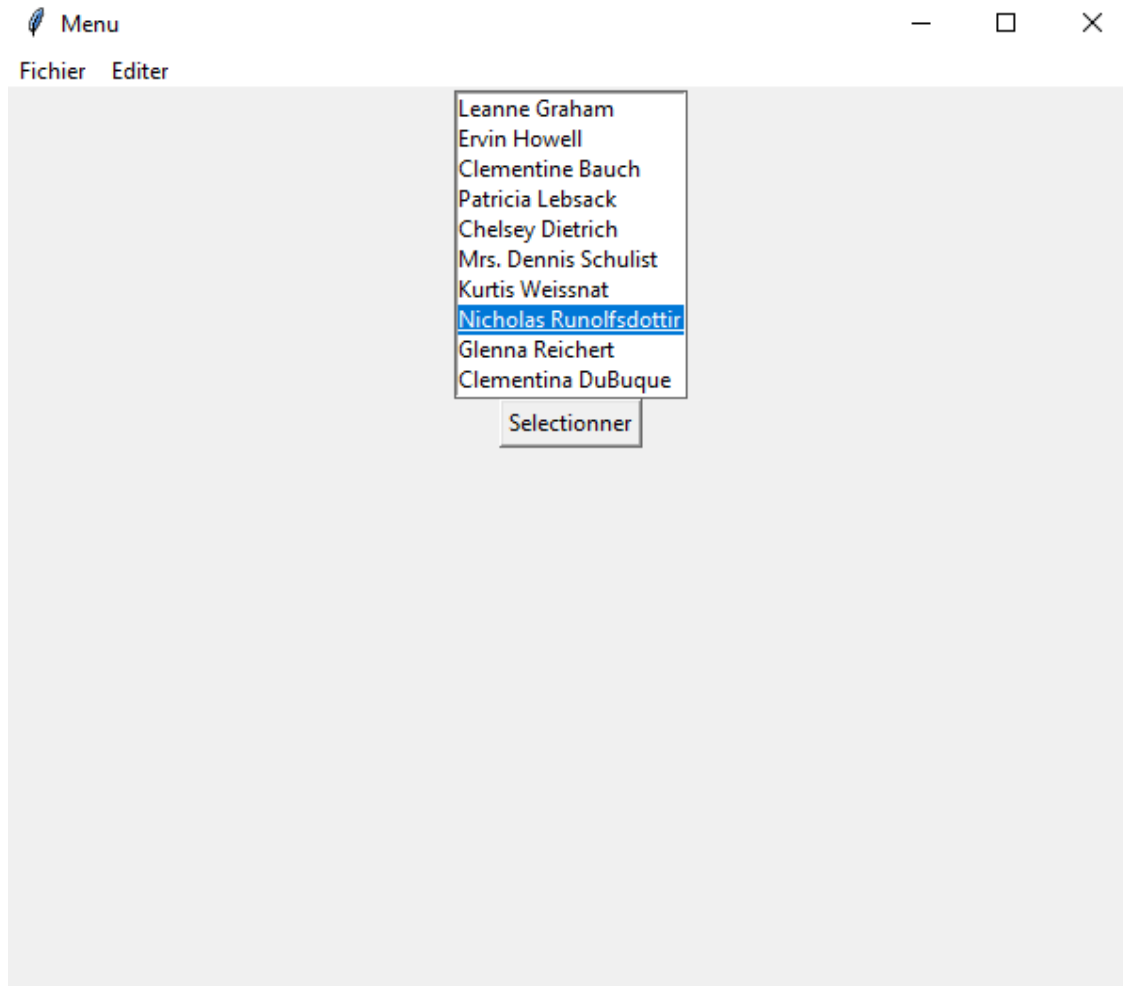 Menu
Fichier Editer
Leanne Graham
Ervin Howell
Clementine Bauch
Patricia Lebsack
Chelsey Dietrich
Mrs. Dennis Schulist
Kurtis Weissnat
Nicholas Runolfsdottir
Glenna Reichert
Clementina DuBuque
Selectionner